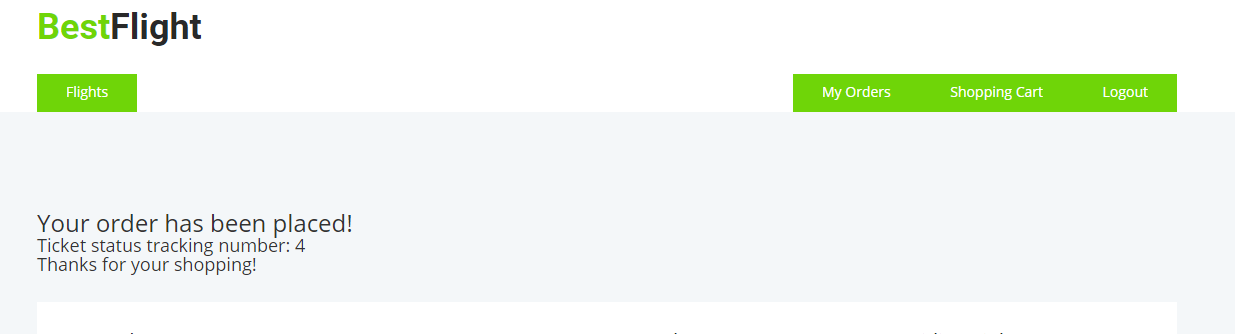 BestFlight
Flights
My Orders
Shopping Cart
Logout
Your order has been placed!
Ticket status tracking number: 4
Thanks for your shopping!